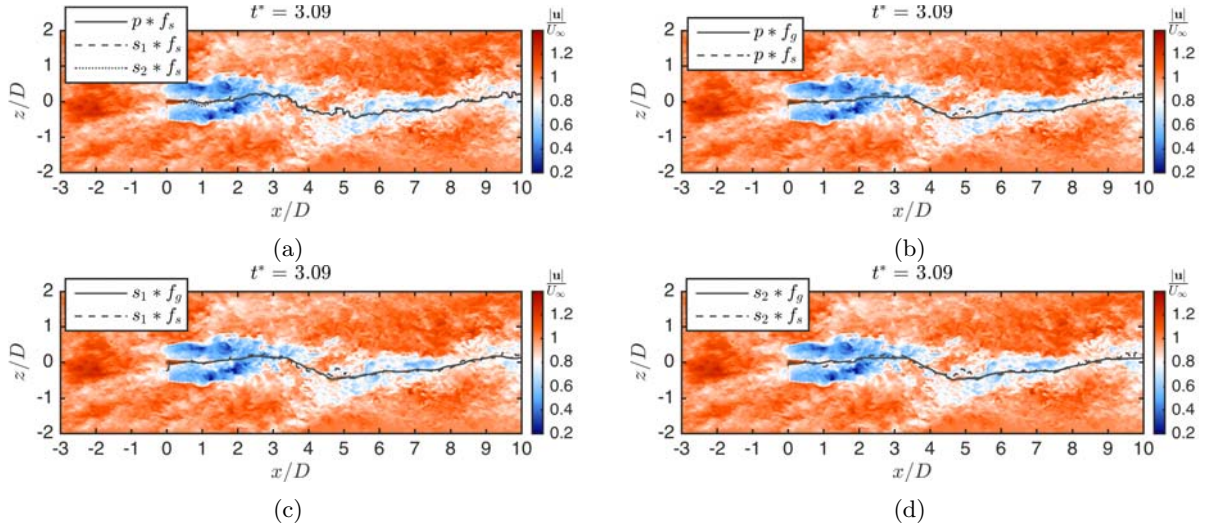 t* = 3.09
p * f_s
s_1 * f_s
s_2 * f_s
|u|/U_∞
z/D
2
1
0
-1
-2
-3 -2 -1 0 1 2 3 4 5 6 7 8 9 10
x/D
1.2
1
0.8
0.6
0.4
0.2
(a)
t* = 3.09
p * f_g
p * f_s
|u|/U_∞
z/D
2
1
0
-1
-2
-3 -2 -1 0 1 2 3 4 5 6 7 8 9 10
x/D
1.2
1
0.8
0.6
0.4
0.2
(b)
t* = 3.09
s_1 * f_g
s_1 * f_s
|u|/U_∞
z/D
2
1
0
-1
-2
-3 -2 -1 0 1 2 3 4 5 6 7 8 9 10
x/D
1.2
1
0.8
0.6
0.4
0.2
(c)
t* = 3.09
s_2 * f_g
s_2 * f_s
|u|/U_∞
z/D
2
1
0
-1
-2
-3 -2 -1 0 1 2 3 4 5 6 7 8 9 10
x/D
1.2
1
0.8
0.6
0.4
0.2
(d)